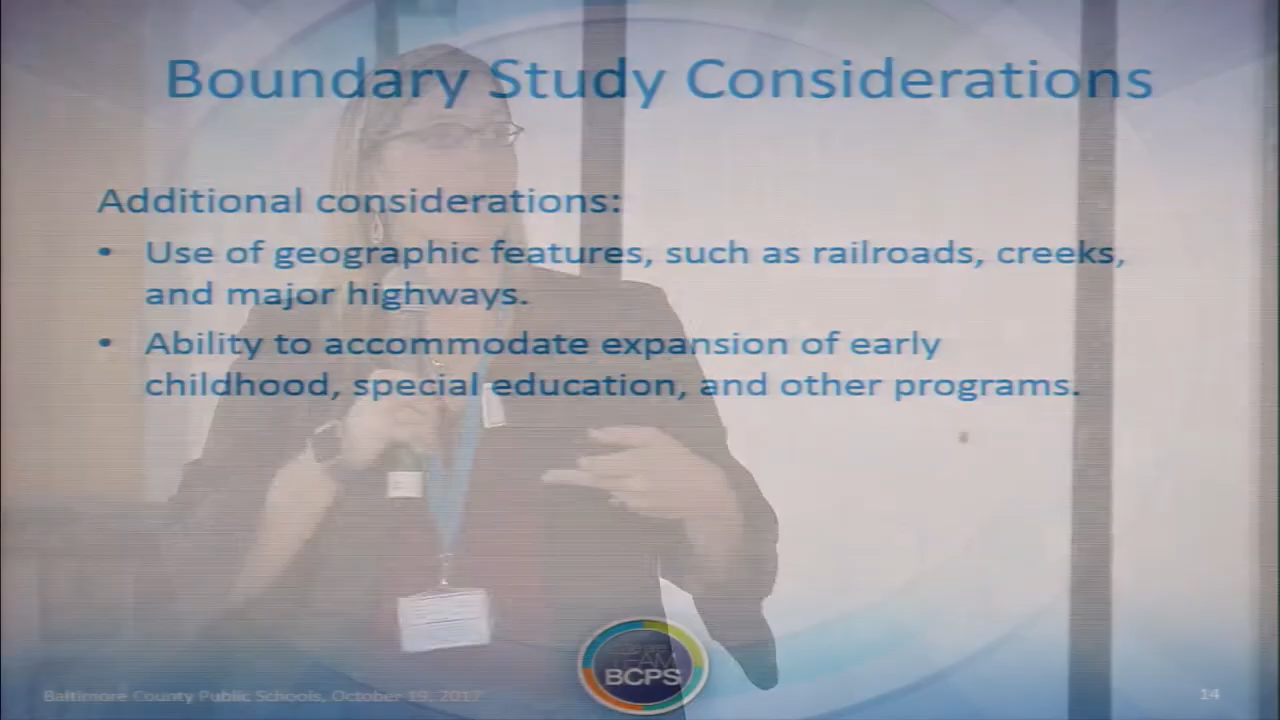 Boundary Study Considerations
Additional considerations:
• Use of geographic features, such as railroads, creeks,
and major highways.
• Ability to accommodate expansion of early
childhood, special education, and other programs.
TEAM
BCPS
Baltimore County Public Schools, October 19, 2017
14